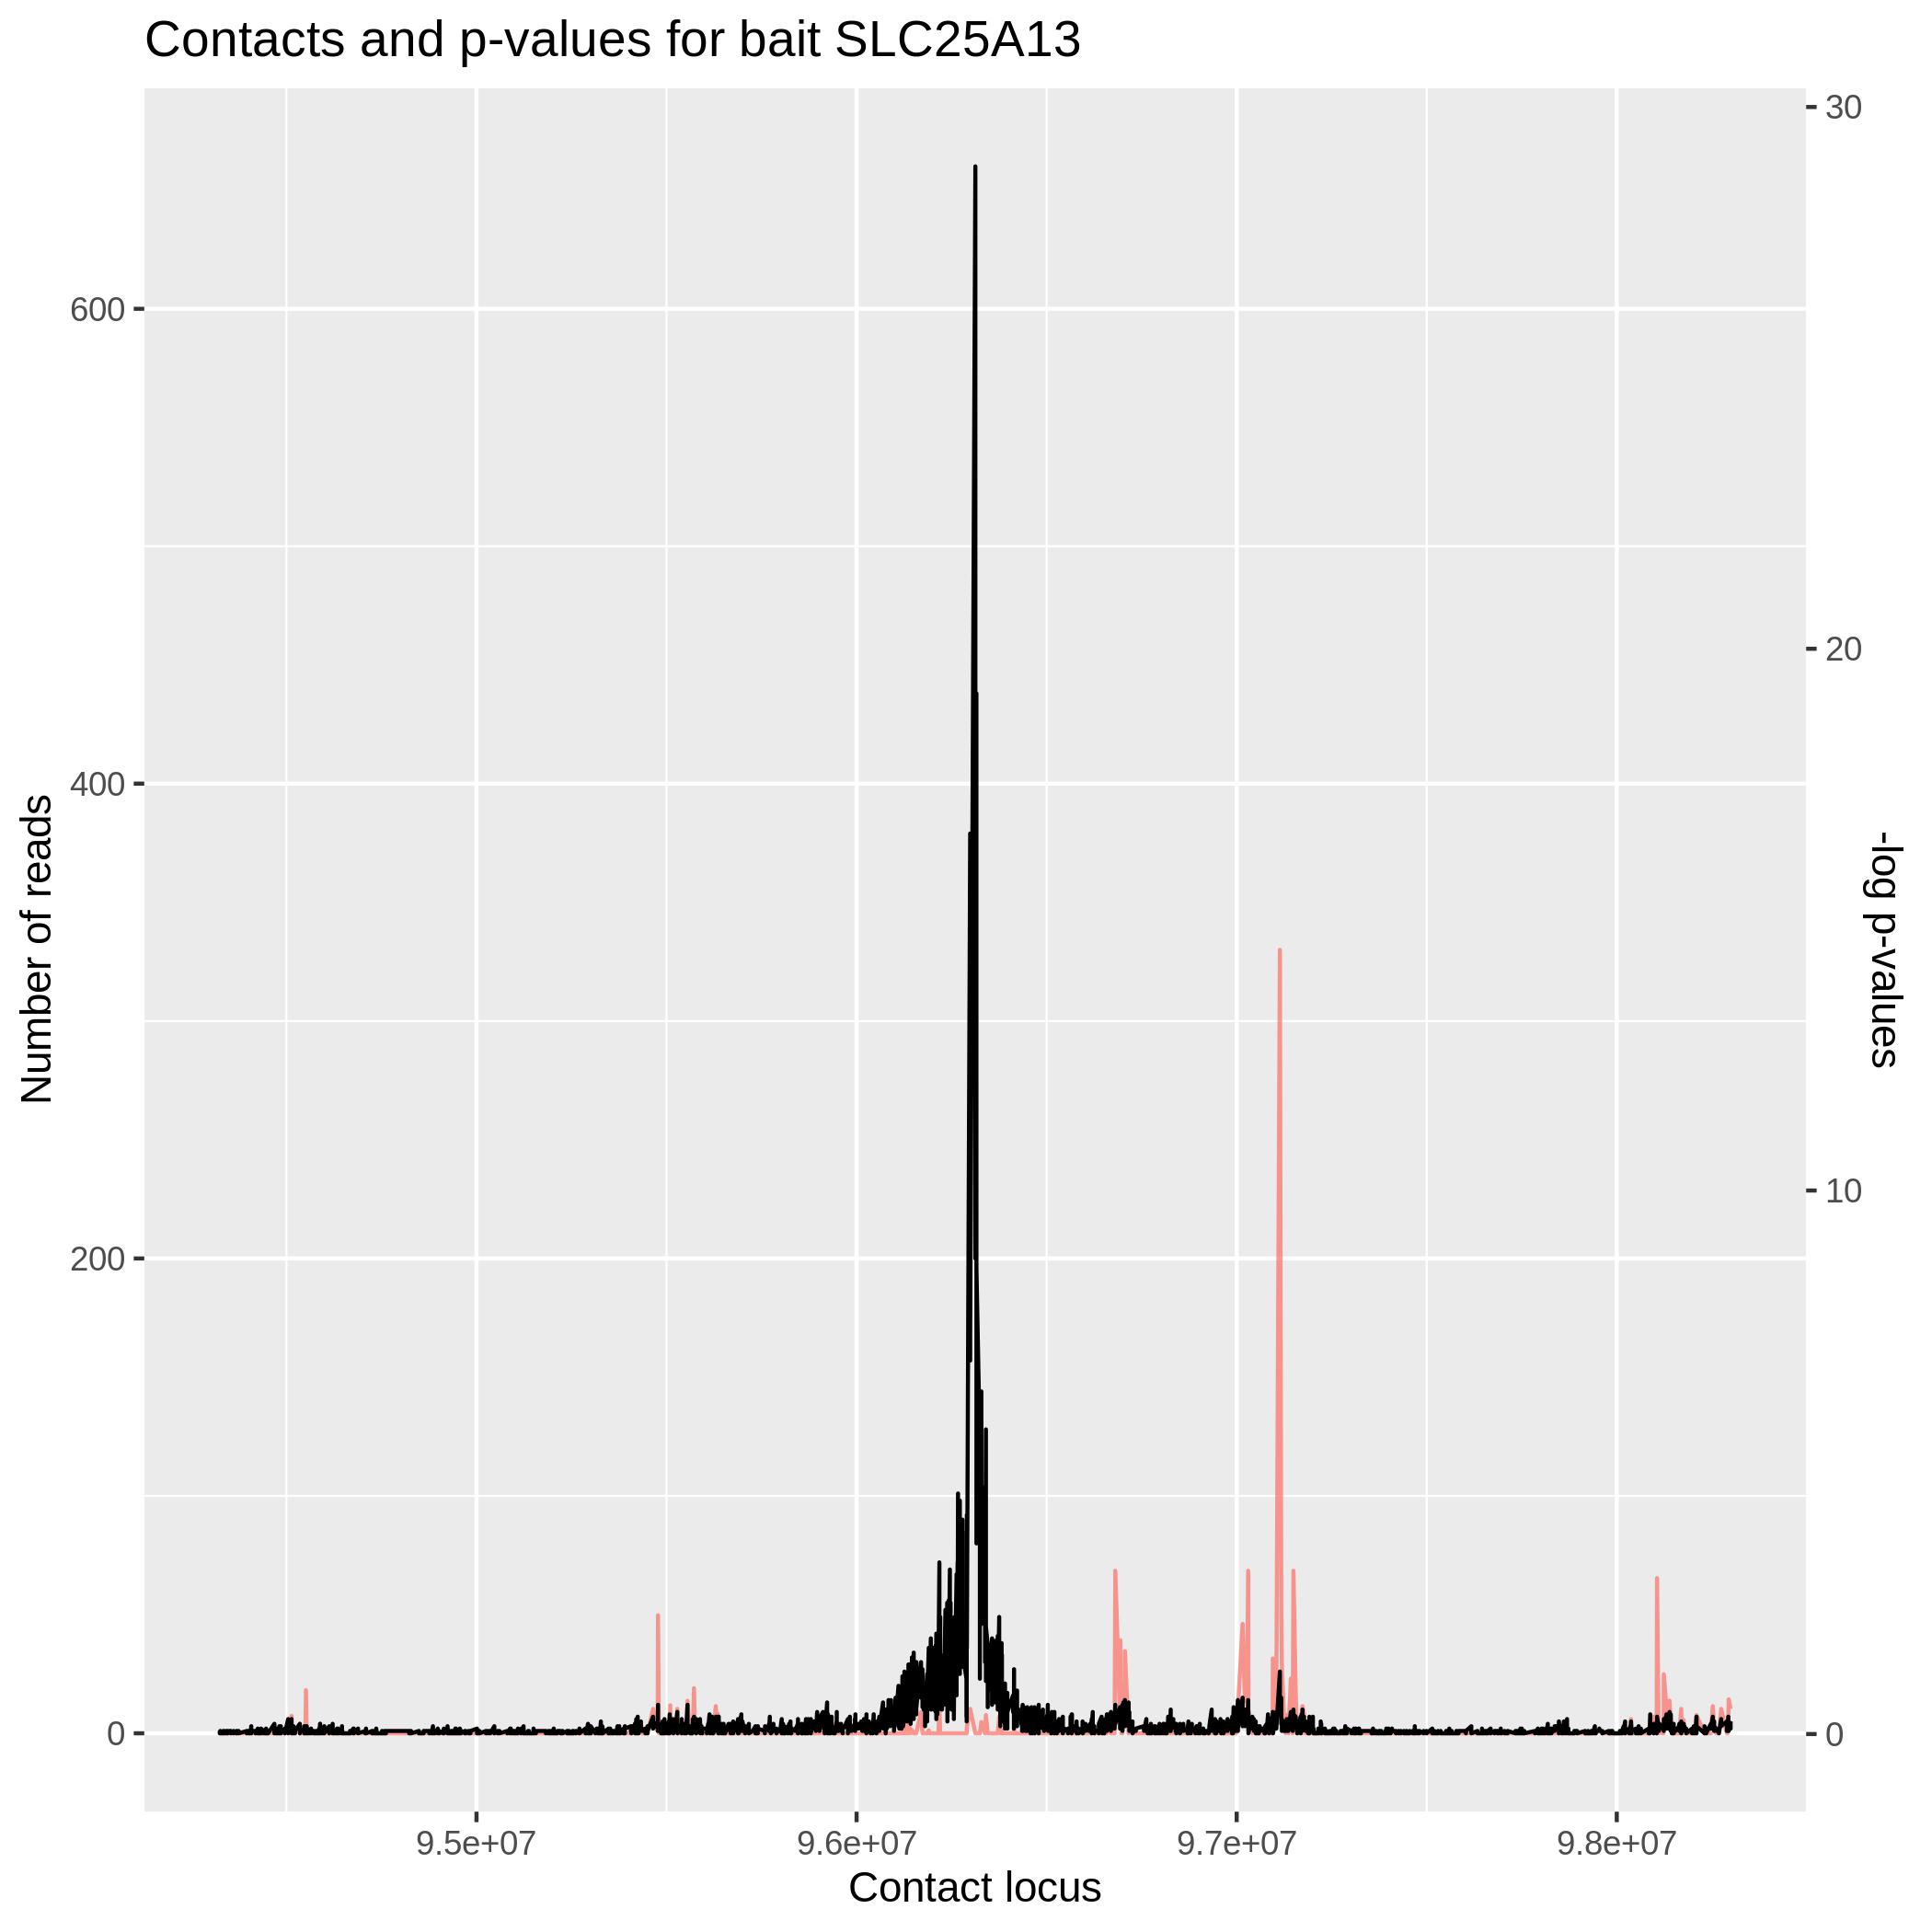 Contacts and p-values for bait SLC25A13
Number of reads
600
400
200
0
30
20
10
0
-log p-values
9.5e+07 9.6e+07 9.7e+07 9.8e+07
Contact locus